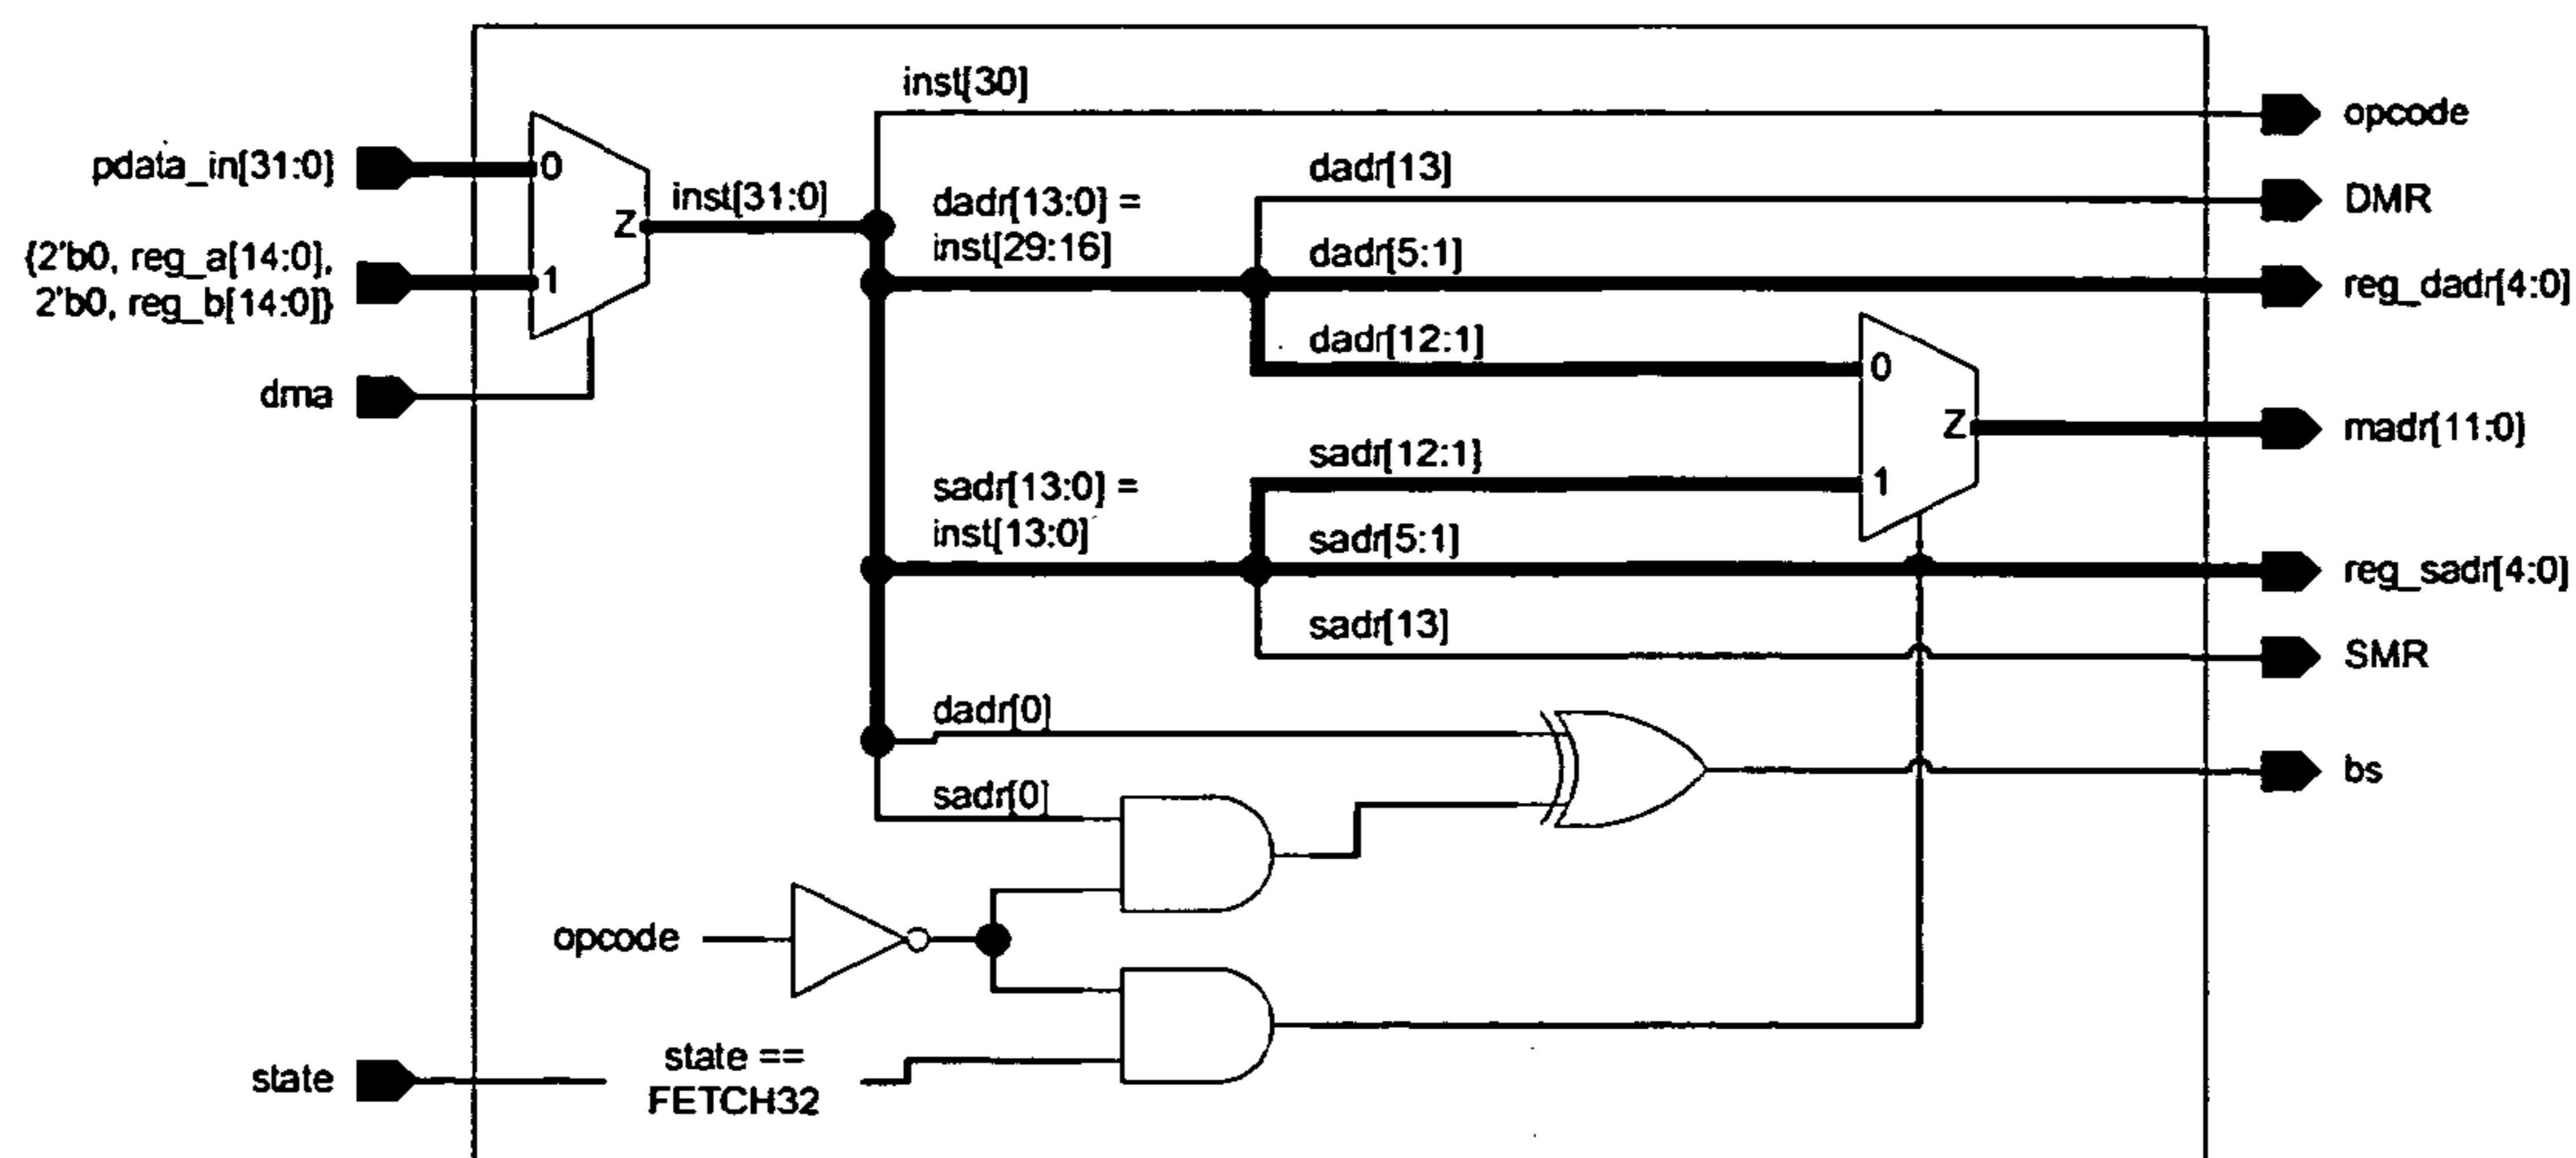 inst[30]
opcode
pdata_in[31:0]
0
dadr[13]
DMR
inst[31:0]
Z
dadr[13:0] =
inst[29:16]
{2'b0, reg_a[14:0],
2'b0, reg_b[14:0]}
1
dadr[5:1]
reg_dadr[4:0]
dadr[12:1]
0
dma
Z
madr[11:0]
sadr[12:1]
1
sadr[13:0] =
inst[13:0]
sadr[5:1]
reg_sadr[4:0]
sadr[13]
SMR
dadr[0]
bs
sadr[0]
opcode
state
state ==
FETCH32